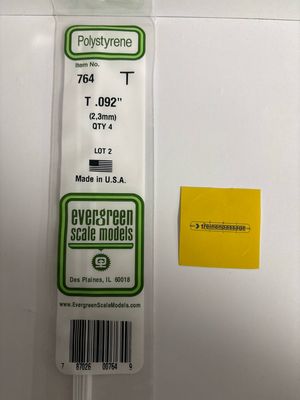 Polystyrene
Item No.
764 T
T .092"
(2,3mm)
QTY 4
LOT 2
Made in U.S.A.
evergreen
scale models
Des Plaines, IL 60018
www.EvergreenScaleModels.com
7 87026 00764 9
treinenpassage